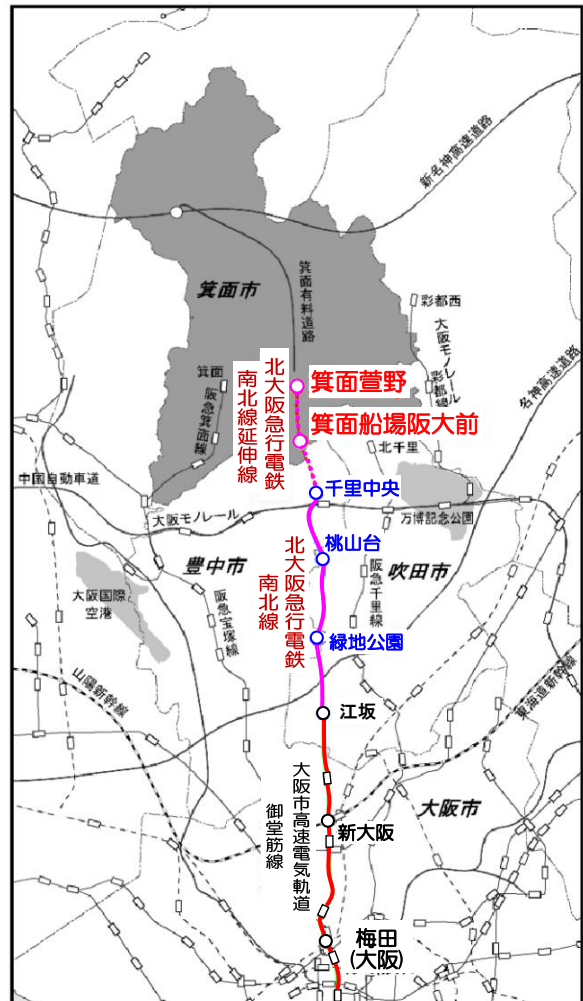 新名神高速道路
箕面市
箕面有料道路
彩都西
大阪モノレール
彩都線
名神高速道路
箕面
阪急箕面線
北大阪急行電鉄
南北線延伸線
箕面萱野
箕面船場阪大前
北千里
中国自動車道
千里中央
大阪モノレール
万博記念公園
豊中市
桃山台
吹田市
大阪国際
空港
阪急宝塚線
北大阪急行電鉄
南北線
阪急千里線
緑地公園
山陽新幹線
東海道新幹線
江坂
大阪市高速電気軌道
御堂筋線
大阪市
新大阪
梅田
(大阪)